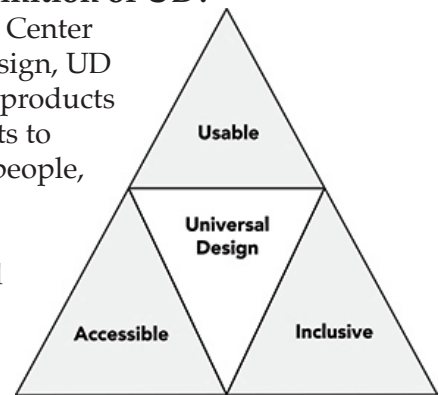 inition of UD?
Center
sign, UD
products
ts to
people,
Usable
Universal
Design
Accessible
Inclusive